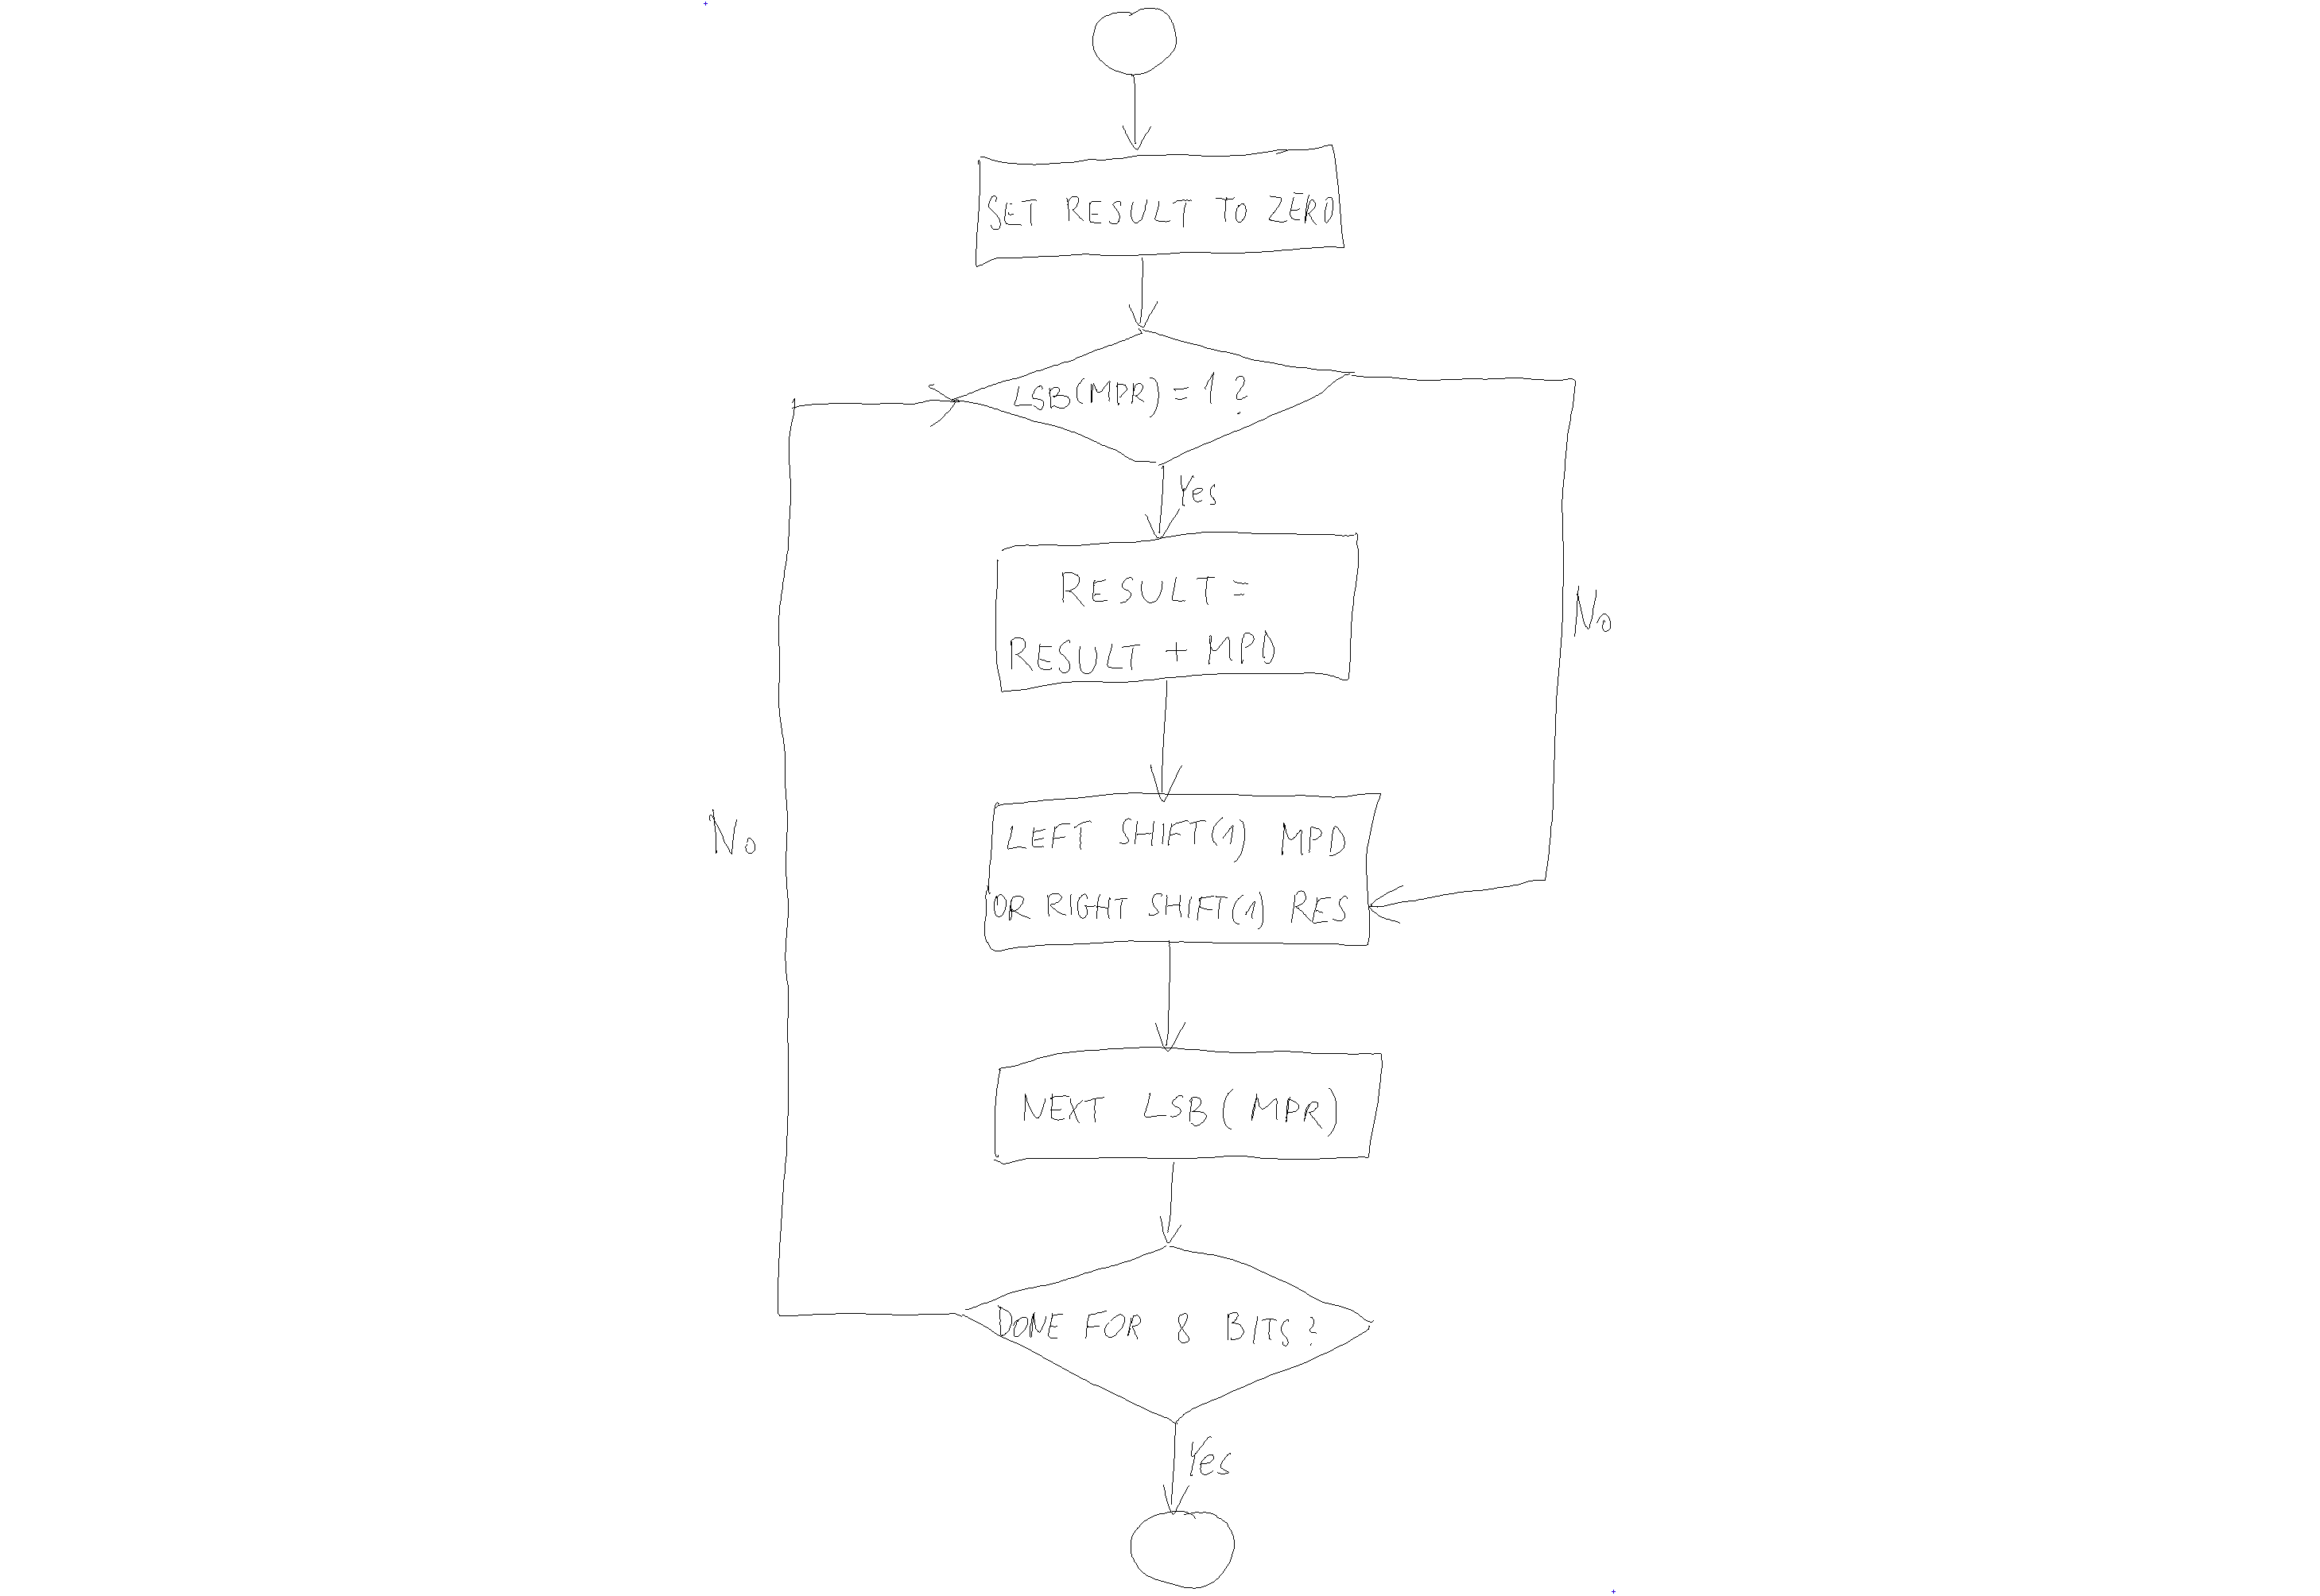 SET RESULT TO ZERO
LSB(MPR)=1?
Yes
No
RESULT=
RESULT + MPD
LEFT SHIFT(1) MPD
OR RIGHT SHIFT(1) RES
No
NEXT LSB(MPR)
DONE FOR 8 BITS?
Yes